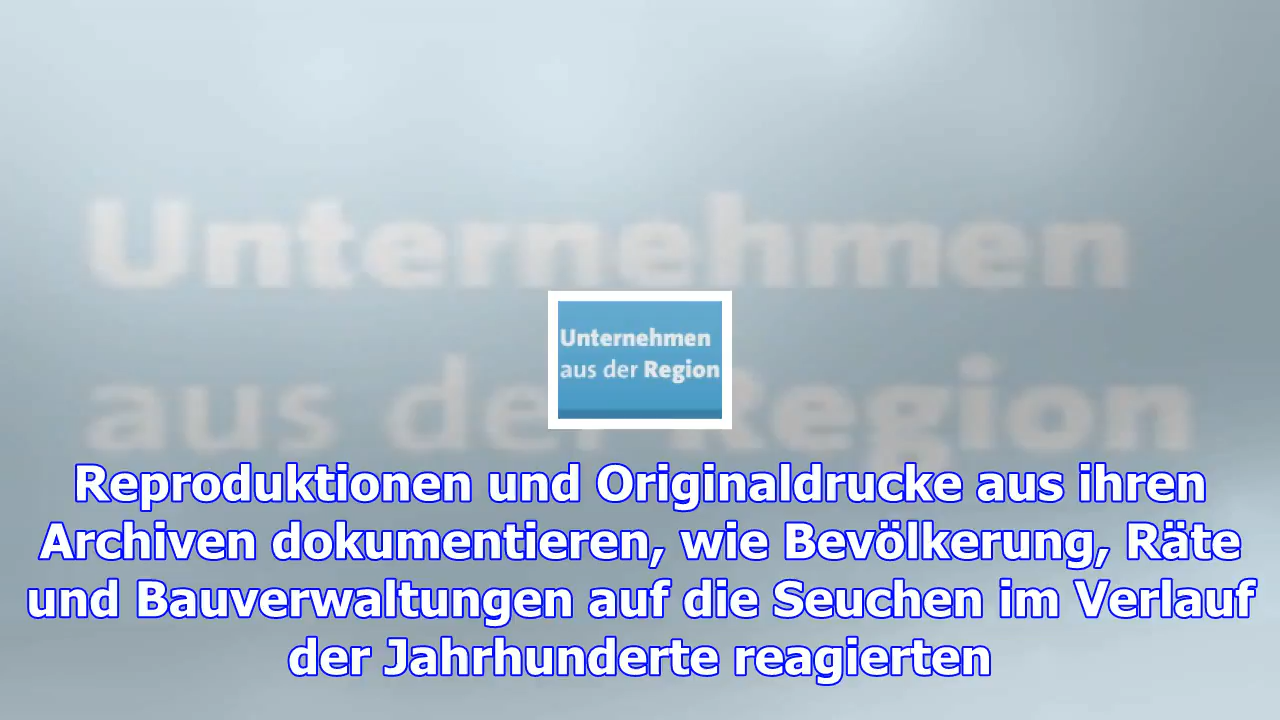 Unternehmen
aus der Region
Unternehmen
aus der Region
Reproduktionen und Originaldrucke aus ihren
Archiven dokumentieren, wie Bevölkerung, Räte
und Bauverwaltungen auf die Seuchen im Verlauf
der Jahrhunderte reagierten